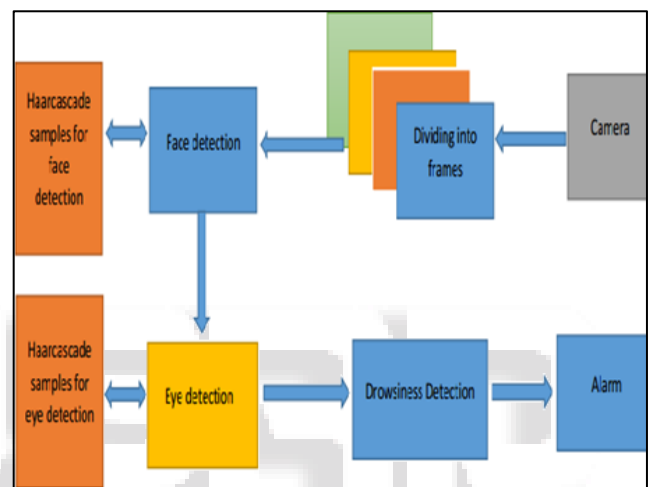 Haarcascade
samples for
face
detection
Face detection
Dividing into
frames
Camera
Haarcascade
samples for
eye detection
Eye detection
Drowsiness Detection
Alarm